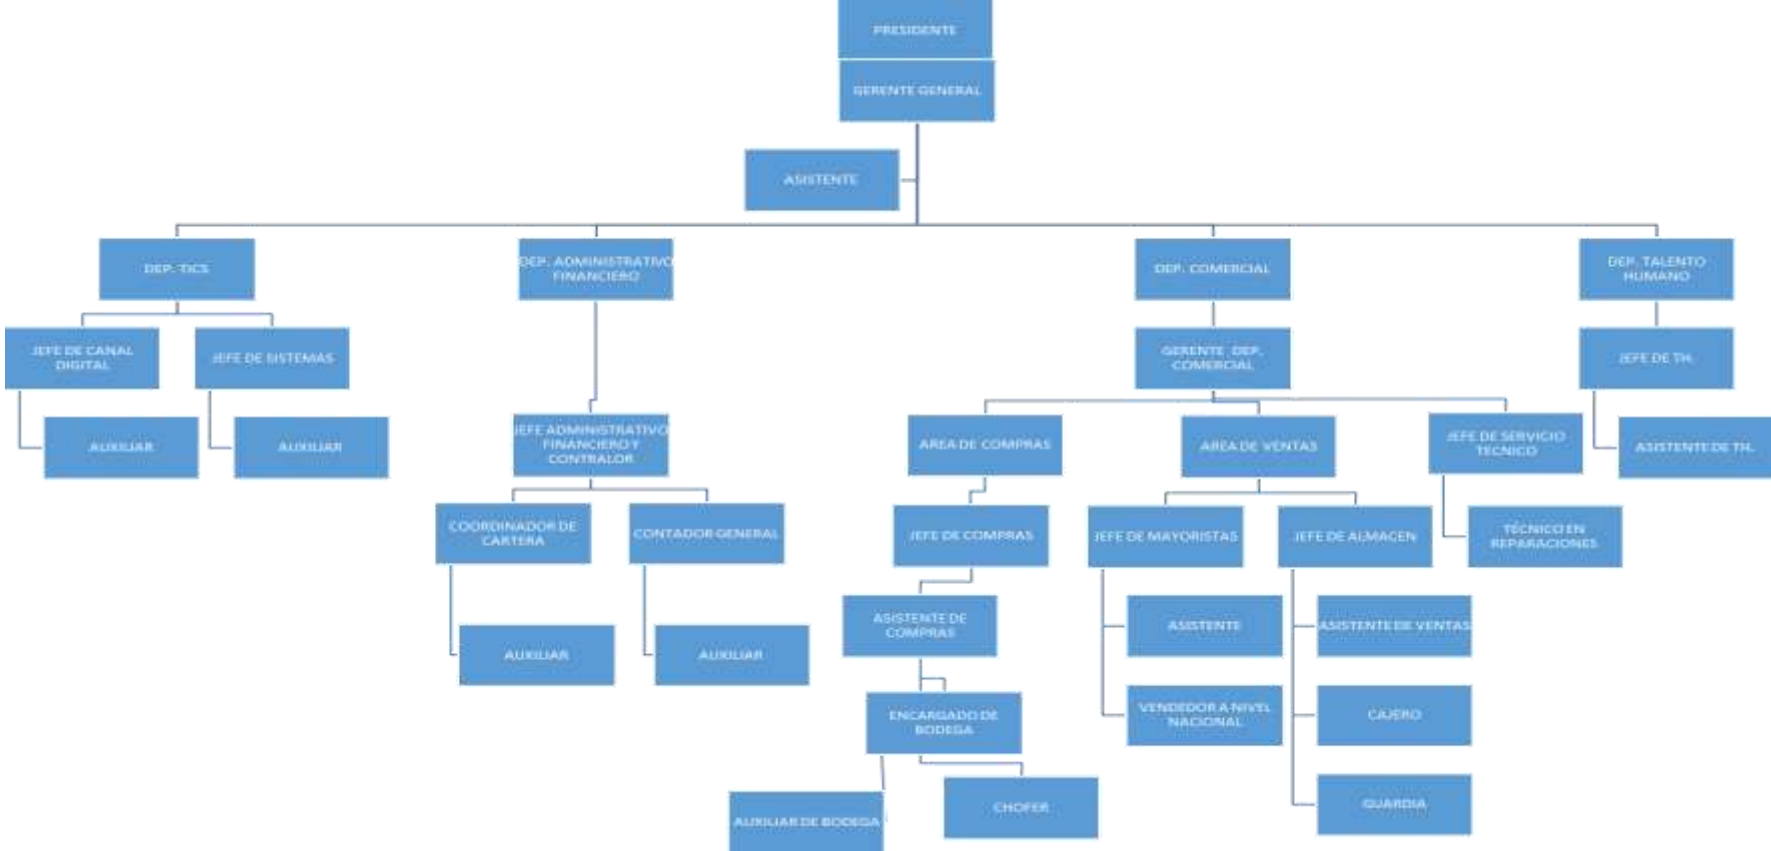 PRESIDENTE
GERENTE GENERAL
ASISTENTE
DEP. TICS
DEP. ADMINISTRATIVO
FINANCIERO
DEP. COMERCIAL
DEP. TALENTO
HUMANO
JEFE DE CANAL
DIGITAL
JEFE DE SISTEMAS
GERENTE DEP.
COMERCIAL
JEFE DE TH.
AUXILIAR
AUXILIAR
JEFE ADMINISTRATIVO
FINANCIERO Y
CONTRALOR
AREA DE COMPRAS
AREA DE VENTAS
JEFE DE SERVICIO
TECNICO
ASISTENTE DE TH.
COORDINADOR DE
CARTERA
CONTADOR GENERAL
JEFE DE COMPRAS
JEFE DE MAYORISTAS
JEFE DE ALMACEN
TÉCNICO EN
REPARACIONES
AUXILIAR
AUXILIAR
ASISTENTE DE
COMPRAS
ASISTENTE
ASISTENTE DE VENTAS
ENCARGADO DE
BODEGA
VENDEDOR A NIVEL
NACIONAL
CAJERO
AUXILIAR DE BODEGA
CHOFER
GUARDIA